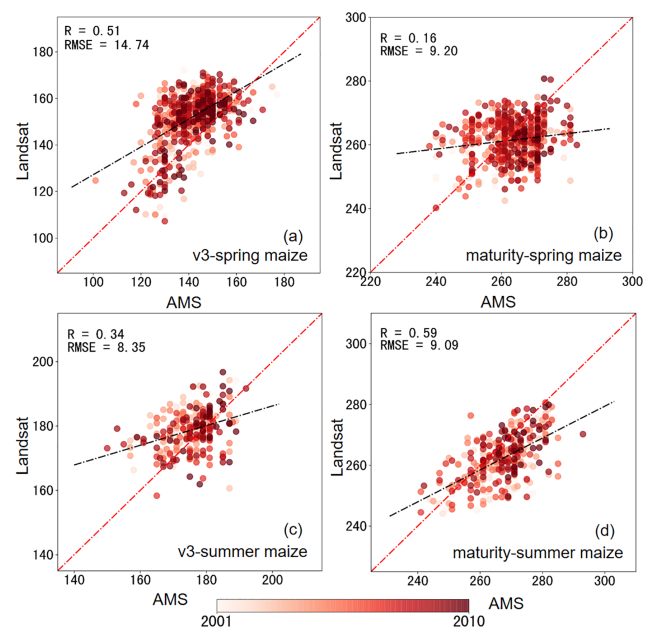 R = 0.51
RMSE = 14.74
180
160
140
120
100
Landsat
(a)
v3-spring maize
100 120 140 160 180
AMS
R = 0.16
RMSE = 9.20
300
280
260
240
220
Landsat
(b)
maturity-spring maize
220 240 260 280 300
AMS
R = 0.34
RMSE = 8.35
200
180
160
140
Landsat
(c)
v3-summer maize
140 160 180 200
AMS
R = 0.59
RMSE = 9.09
300
280
260
240
Landsat
(d)
maturity-summer maize
240 260 280 300
AMS
2001 2010